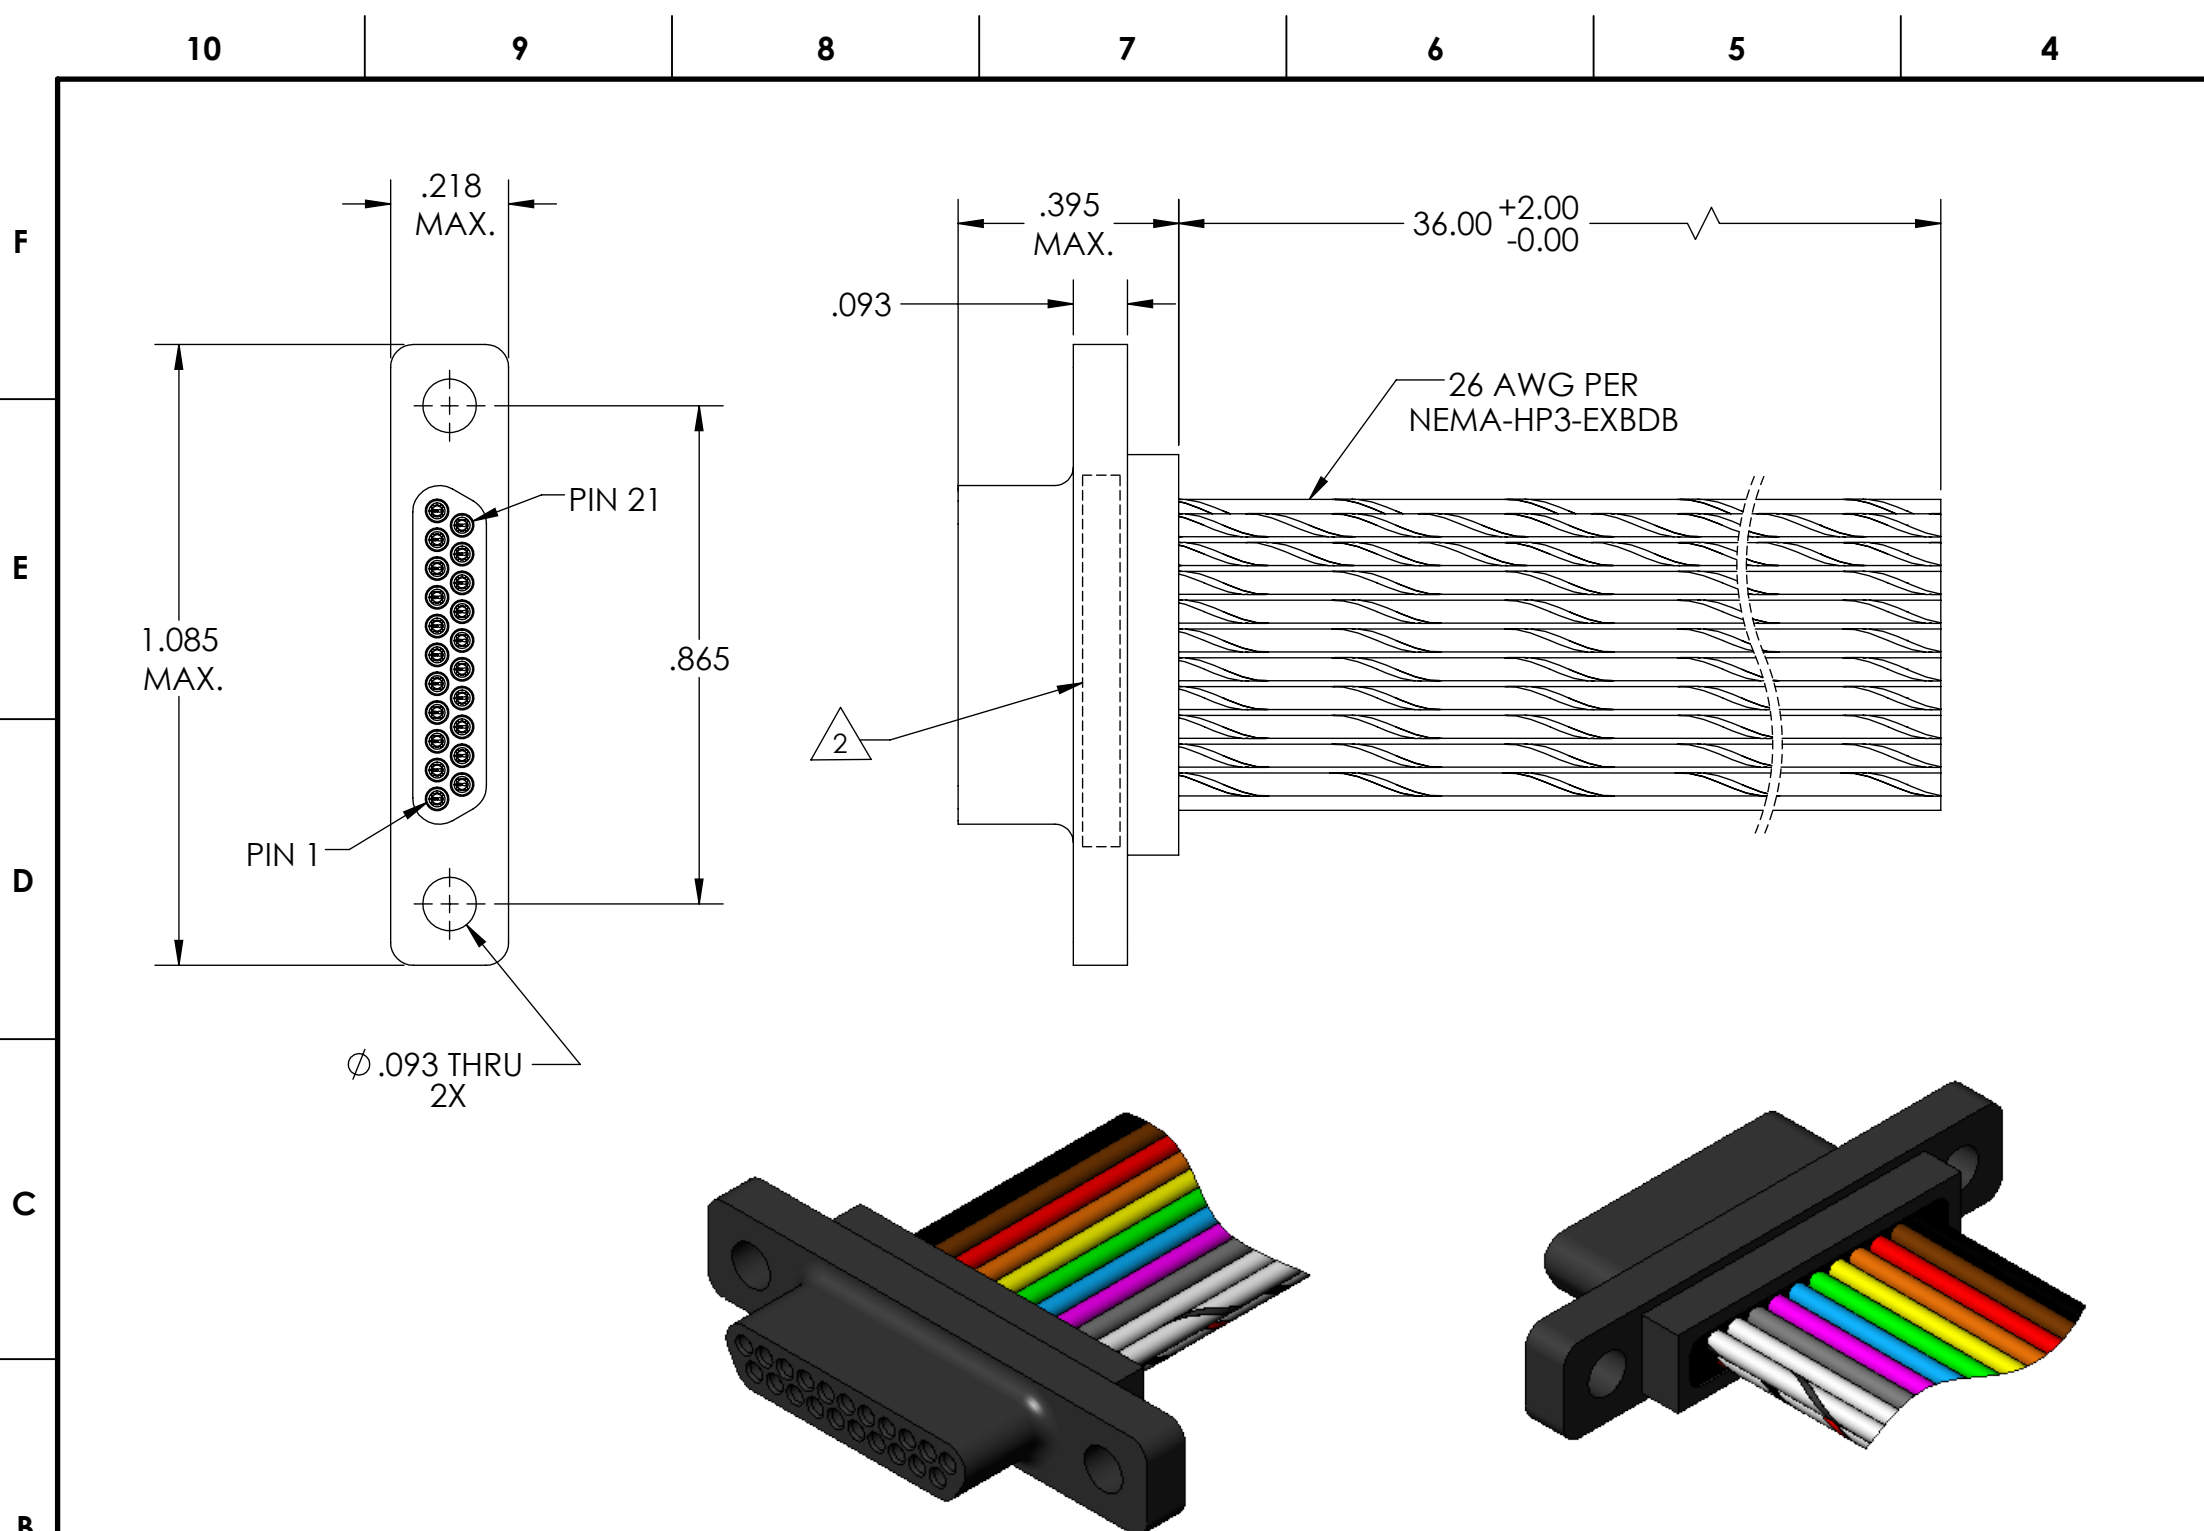 10 9 8 7 6 5 4
F
E
D
C
B
.218
MAX.
.395
MAX.
36.00 +2.00
-0.00
.093
26 AWG PER
NEMA-HP3-EXBDB
PIN 21
1.085
MAX.
.865
2
PIN 1
∅ .093 THRU
2X